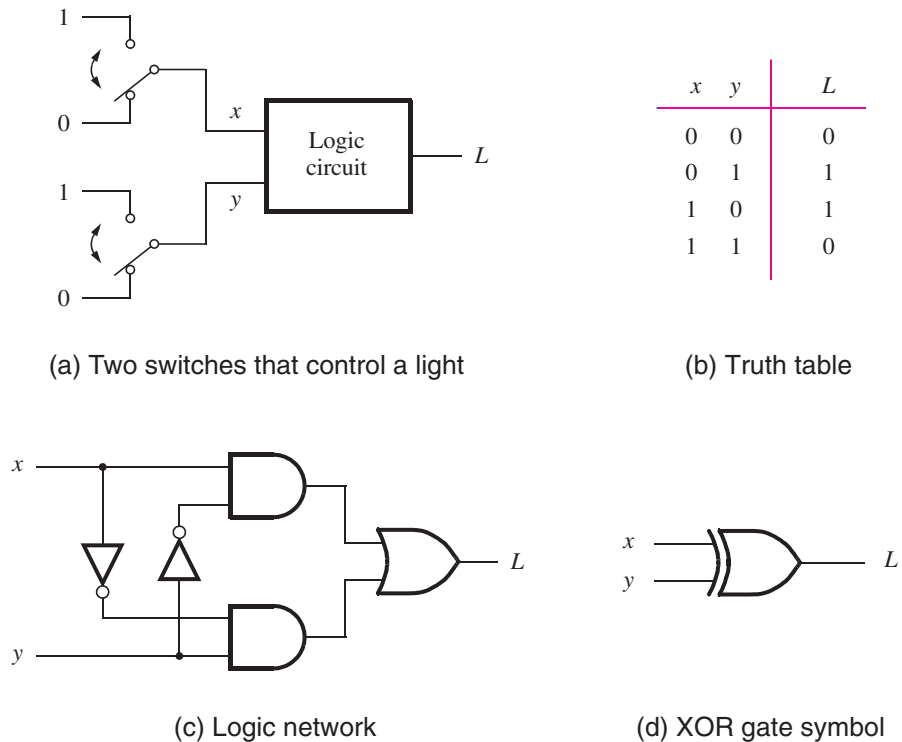 1
0
x
Logic
circuit
L
1
y
0
(a) Two switches that control a light
x y L
0 0 0
0 1 1
1 0 1
1 1 0
(b) Truth table
x
y
L
(c) Logic network
x
y
L
(d) XOR gate symbol